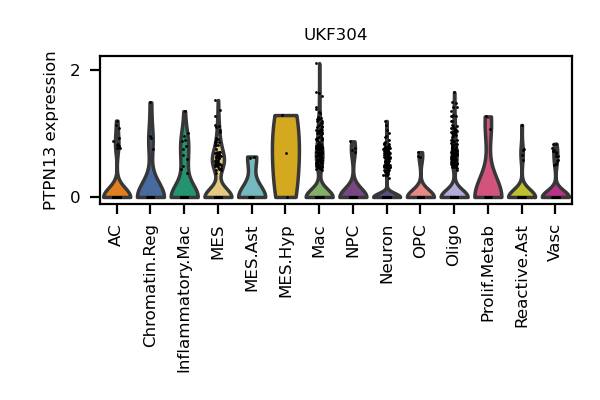 UKF304
PTPN13 expression
2
0
AC
Chromatin.Reg
Inflammatory.Mac
MES
MES.Ast
MES.Hyp
Mac
NPC
Neuron
OPC
Oligo
Prolif.Metab
Reactive.Ast
Vasc